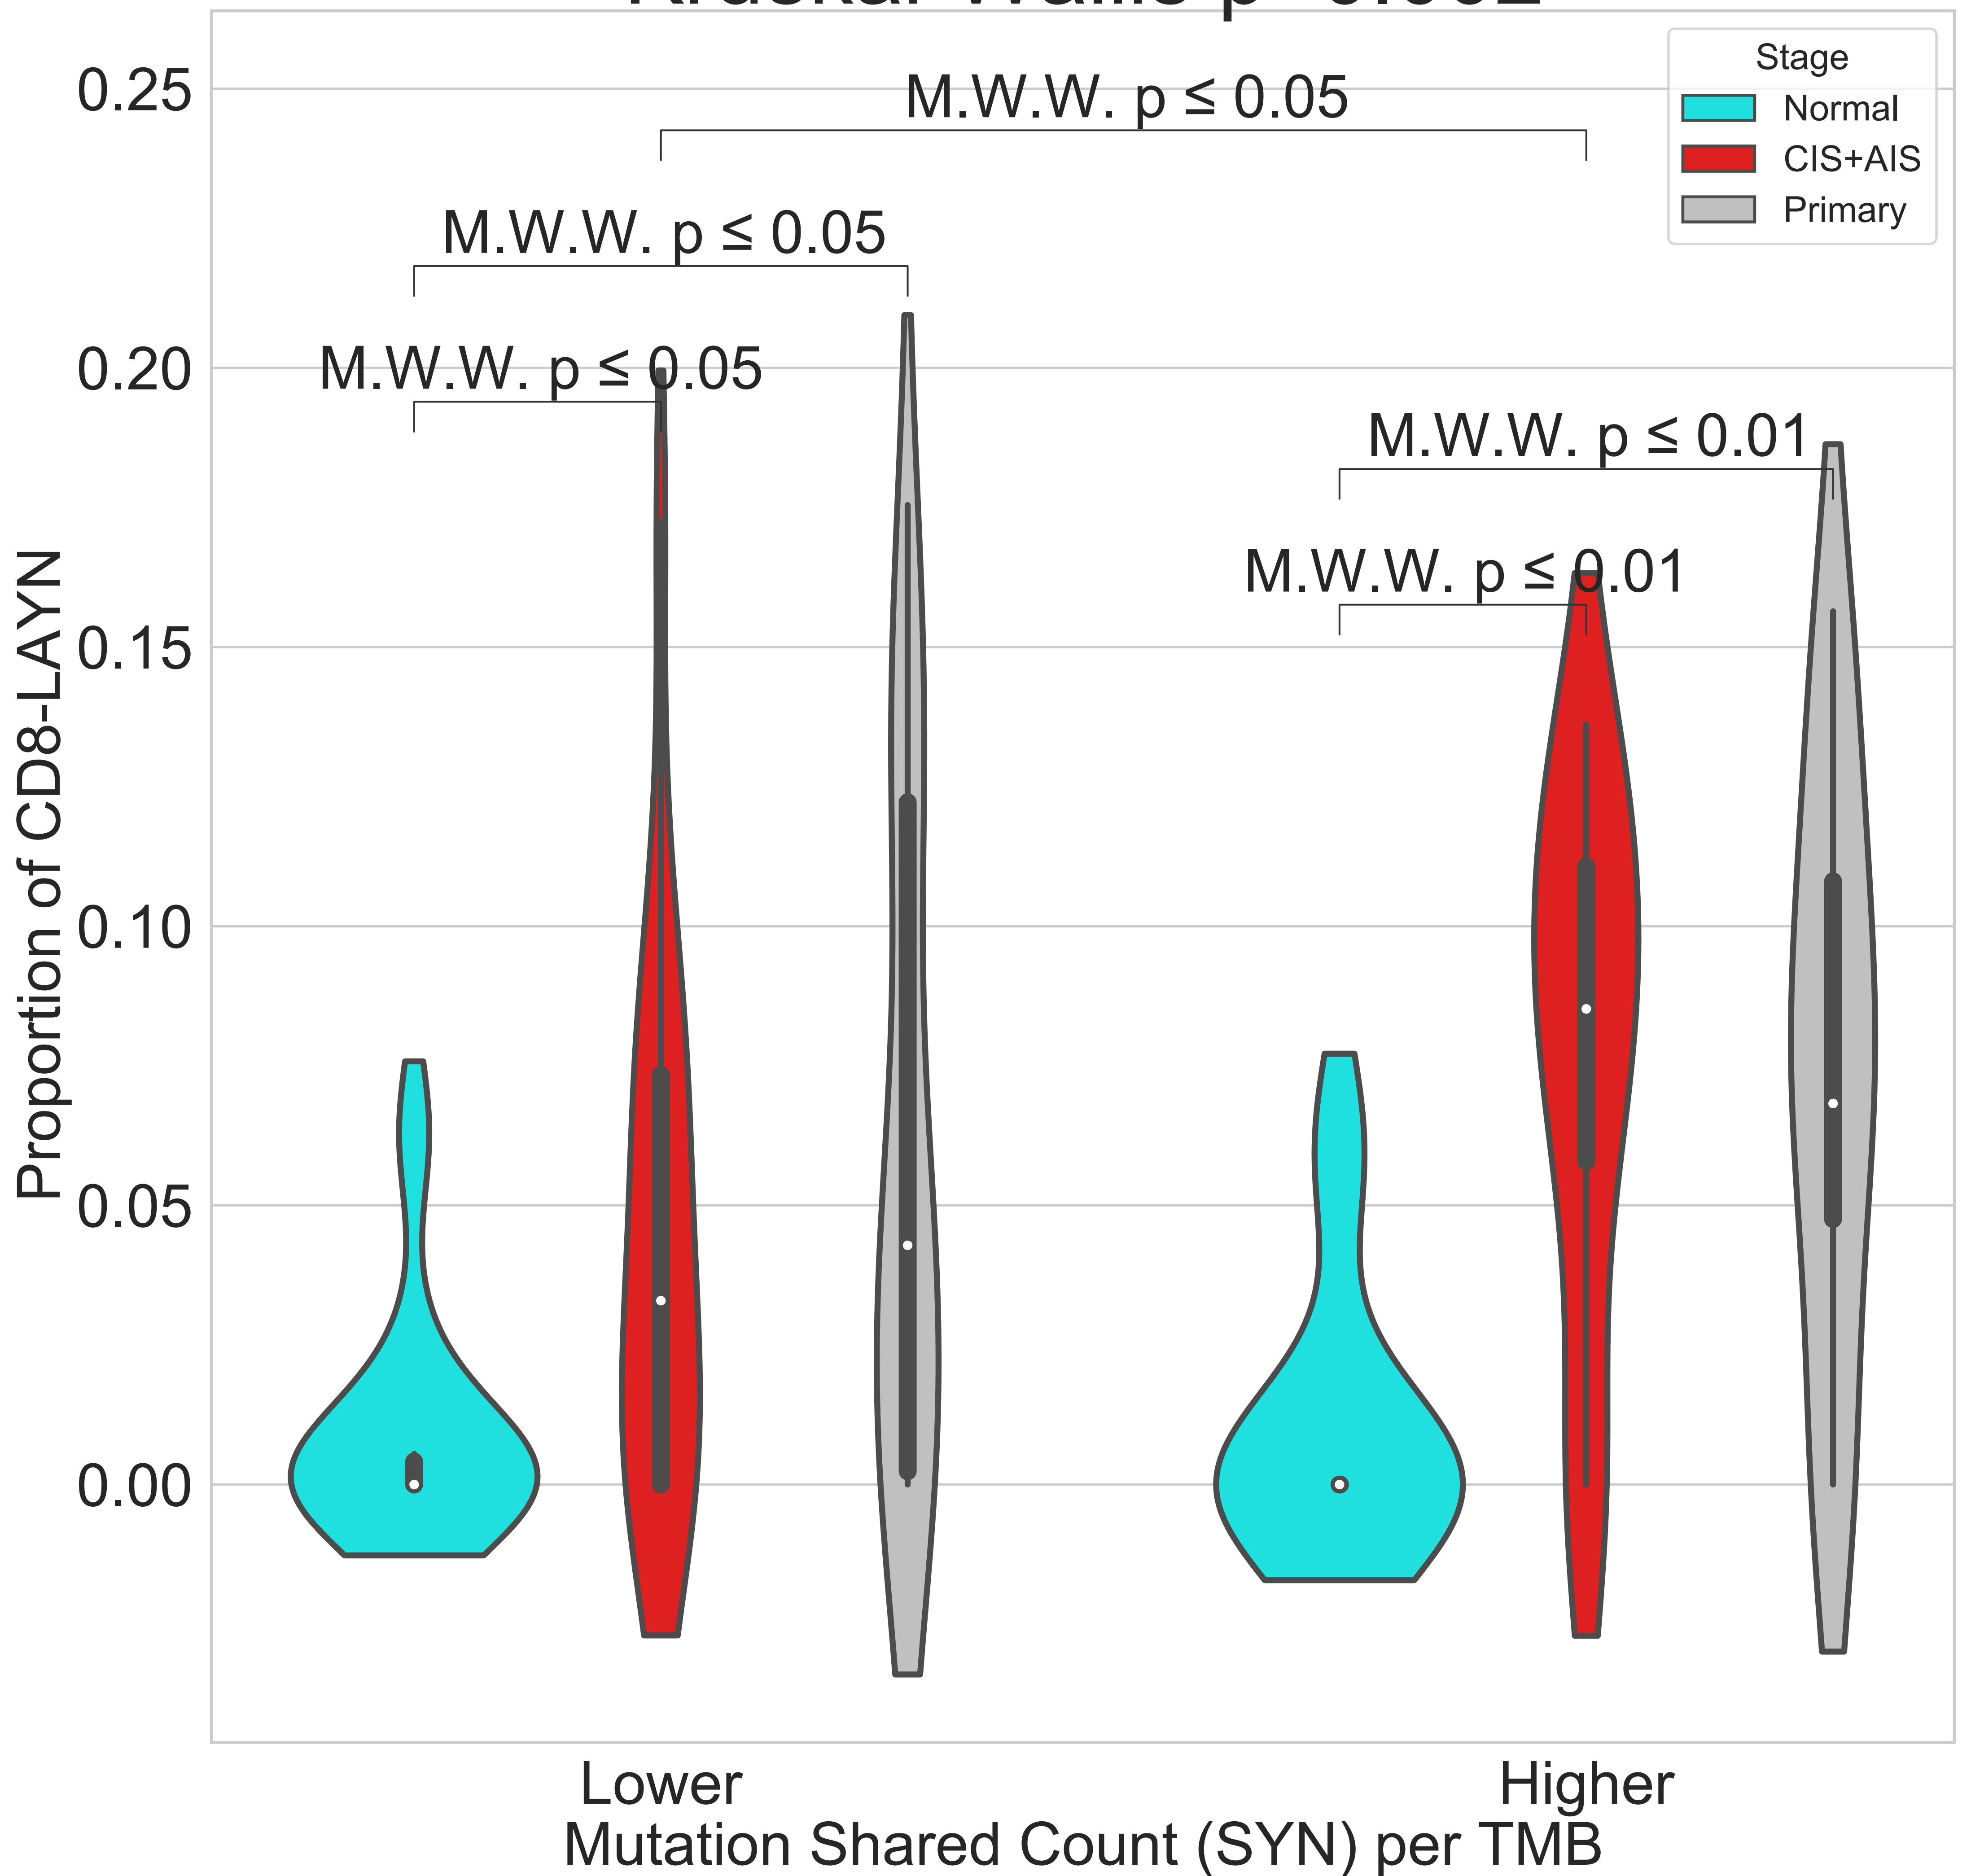 0.25
0.20
0.15
0.10
0.05
0.00
Proportion of CD8-LAYN
M.W.W. p ≤ 0.05
M.W.W. p ≤ 0.05
M.W.W. p ≤ 0.05
M.W.W. p ≤ 0.01
M.W.W. p ≤ 0.01
Stage
Normal
CIS+AIS
Primary
Lower
Higher
Mutation Shared Count (SYN) per TMB